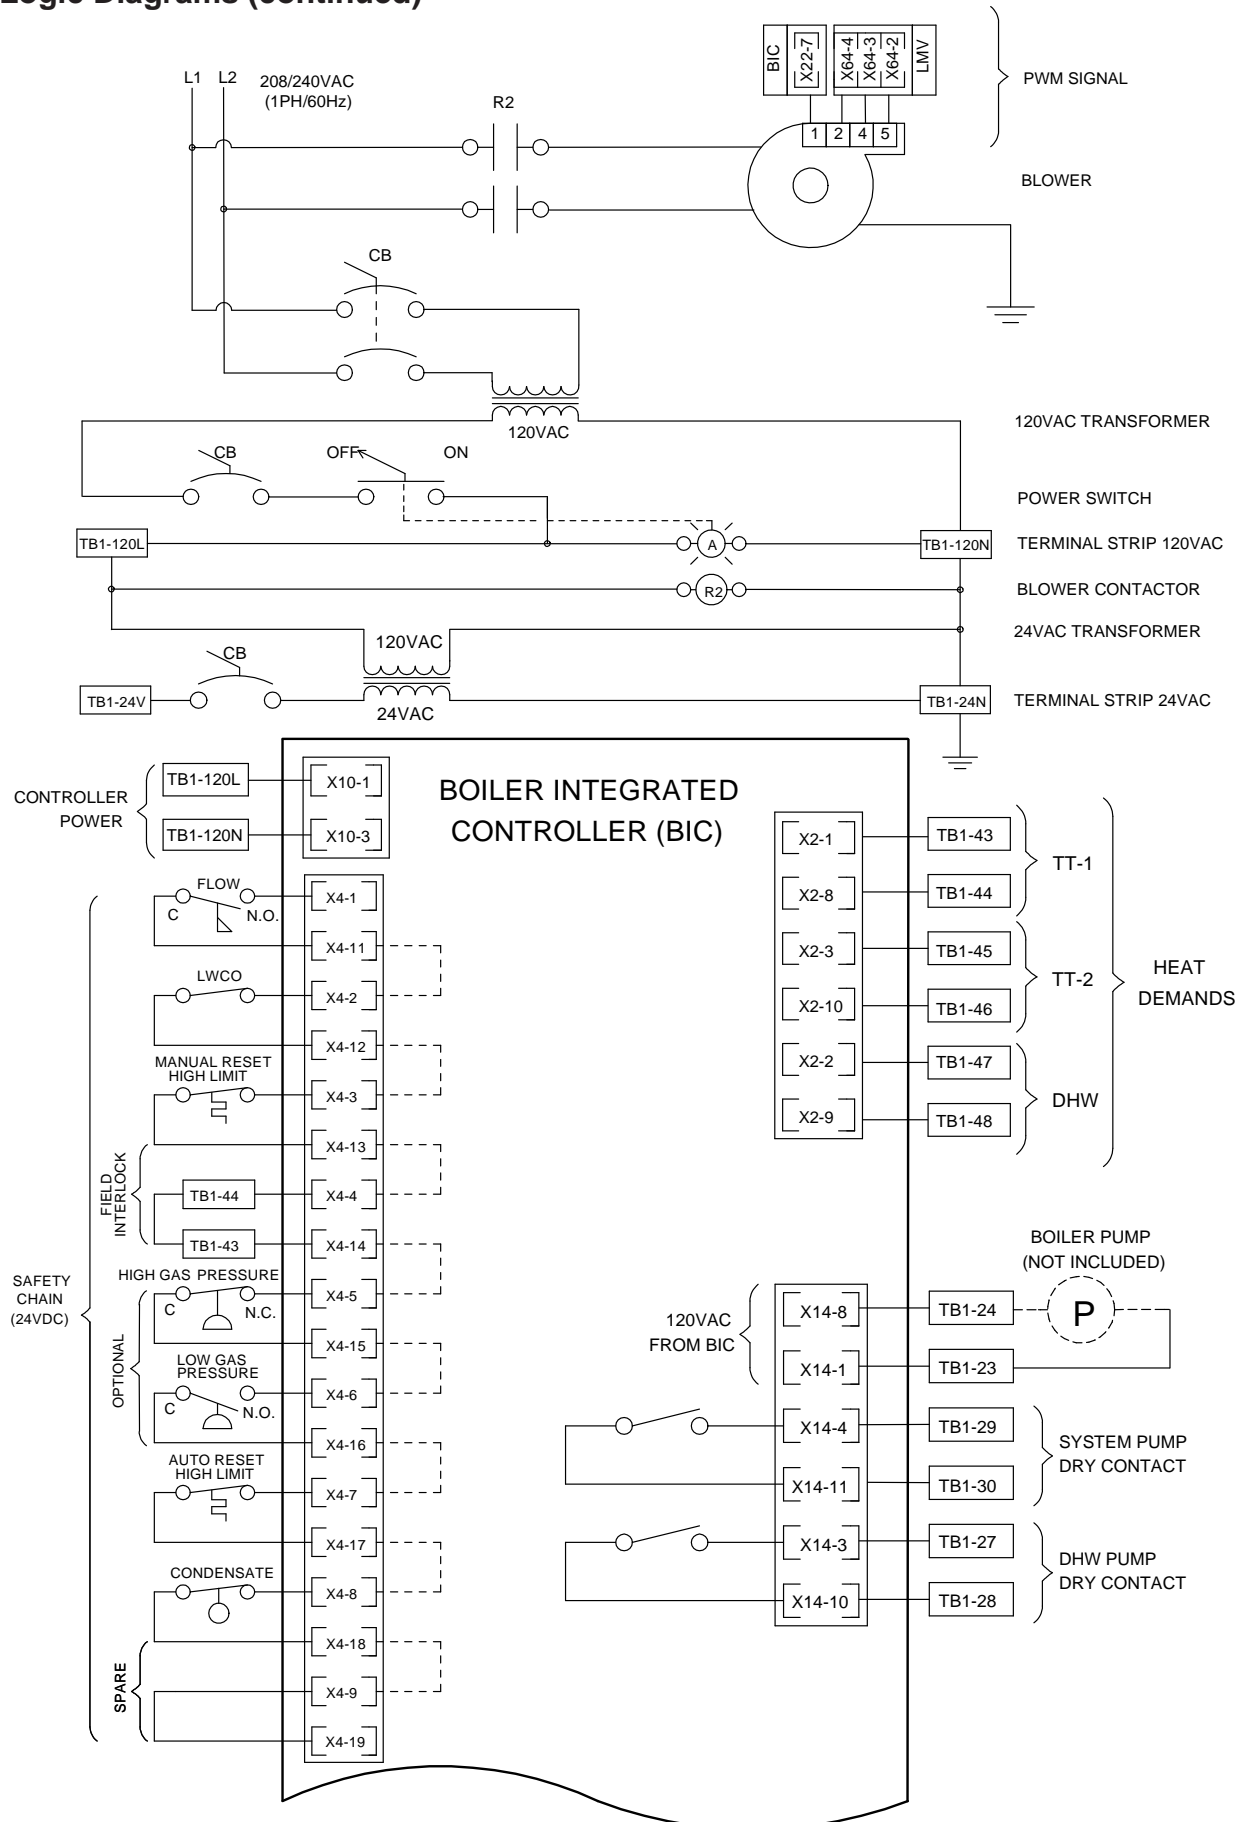 Logic Diagrams (continued)
L1 L2 208/240VAC
(1PH/60Hz)
R2
BIC
X22-7
X64-4
X64-3
X64-2
LMV
PWM SIGNAL
1 2 4 5
BLOWER
CB
120VAC
120VAC TRANSFORMER
CB
OFF
ON
POWER SWITCH
TB1-120L
A
TB1-120N
TERMINAL STRIP 120VAC
R2
BLOWER CONTACTOR
120VAC
24VAC TRANSFORMER
CB
TB1-24V
24VAC
TB1-24N
TERMINAL STRIP 24VAC
BOILER INTEGRATED
CONTROLLER (BIC)
CONTROLLER
POWER
TB1-120L
X10-1
TB1-120N
X10-3
SAFETY
CHAIN
(24VDC)
FLOW
C
N.O.
X4-1
X4-11
LWCO
X4-2
X4-12
MANUAL RESET
HIGH LIMIT
X4-3
X4-13
FIELD
INTERLOCK
TB1-44
X4-4
TB1-43
X4-14
HIGH GAS PRESSURE
C
N.C.
X4-5
X4-15
OPTIONAL
LOW GAS
PRESSURE
C
N.O.
X4-6
X4-16
AUTO RESET
HIGH LIMIT
X4-7
X4-17
CONDENSATE
X4-8
X4-18
SPARE
X4-9
X4-19
X2-1
TB1-43
X2-8
TB1-44
TT-1
X2-3
TB1-45
X2-10
TB1-46
TT-2
X2-2
TB1-47
X2-9
TB1-48
DHW
HEAT
DEMANDS
BOILER PUMP
(NOT INCLUDED)
120VAC
FROM BIC
X14-8
TB1-24
P
X14-1
TB1-23
X14-4
TB1-29
X14-11
TB1-30
SYSTEM PUMP
DRY CONTACT
X14-3
TB1-27
X14-10
TB1-28
DHW PUMP
DRY CONTACT